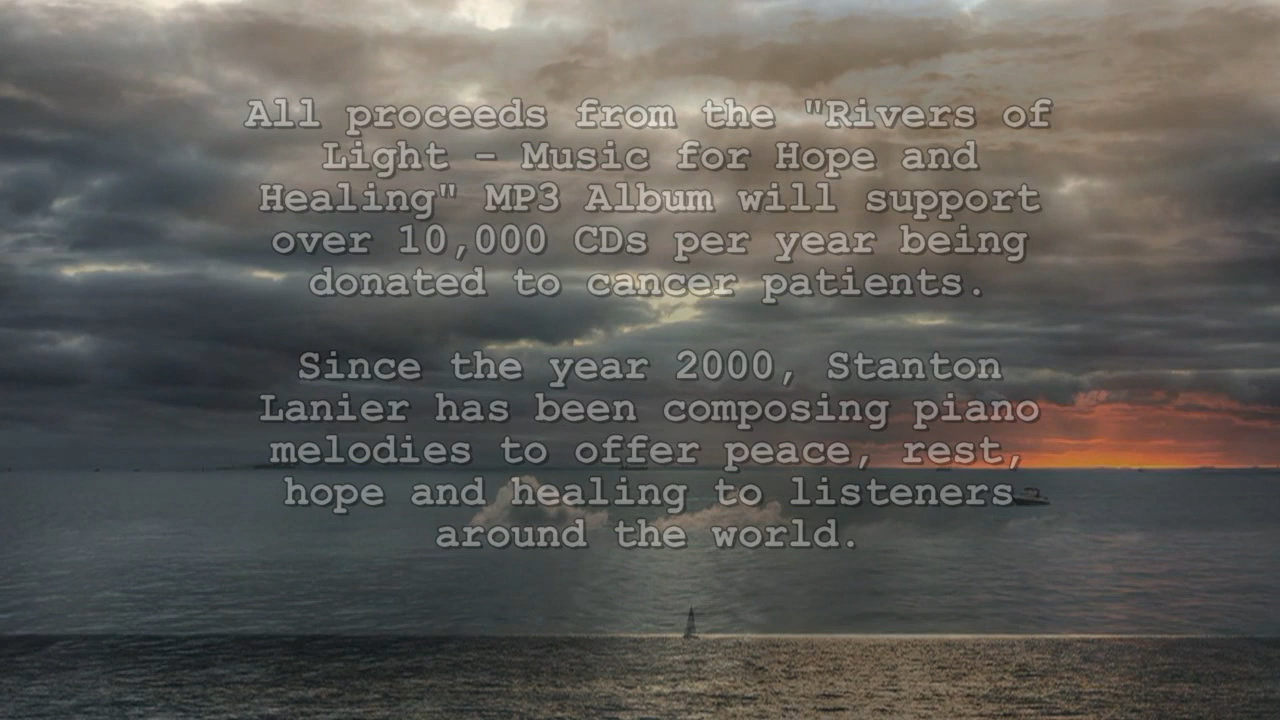 All proceeds from the "Rivers of
Light - Music for Hope and
Healing" MP3 Album will support
over 10,000 CDs per year being
donated to cancer patients.
Since the year 2000, Stanton
Lanier has been composing piano
melodies to offer peace, rest,
hope and healing to listeners
around the world.